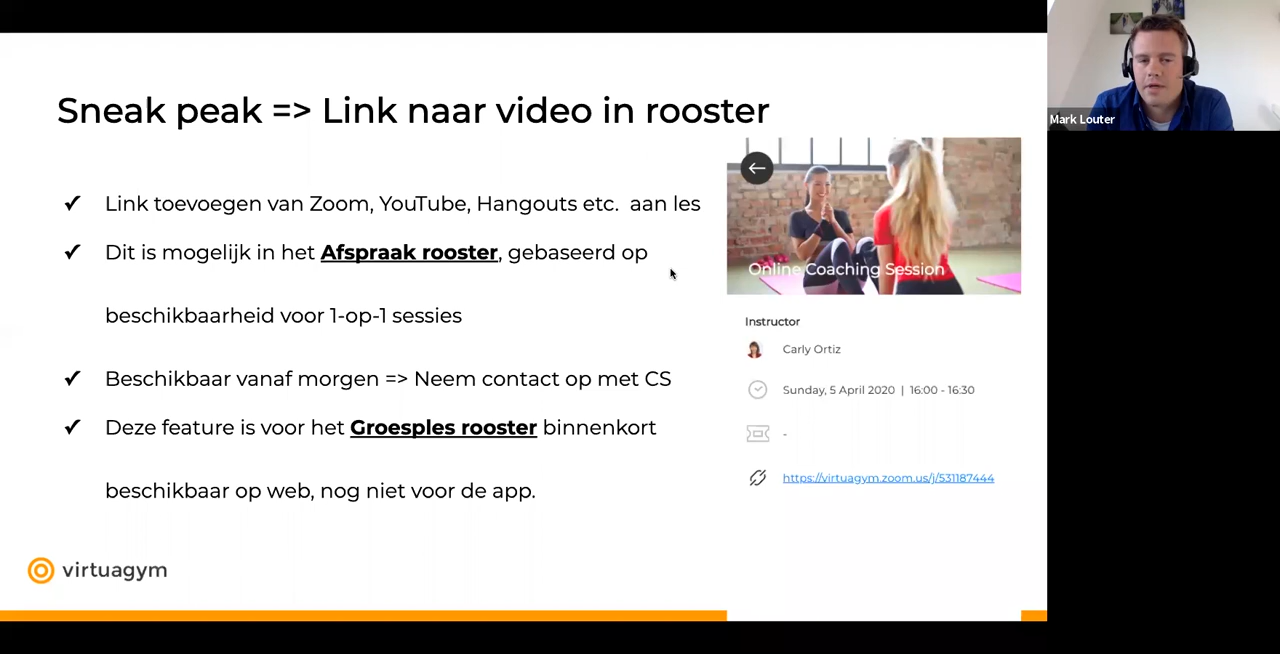 Sneak peak => Link naar video in rooster
Mark Louter
✓ Link toevoegen van Zoom, YouTube, Hangouts etc. aan les
✓ Dit is mogelijk in het Afspraak rooster, gebaseerd op
beschikbaarheid voor 1-op-1 sessies
✓ Beschikbaar vanaf morgen => Neem contact op met CS
✓ Deze feature is voor het Groesples rooster binnenkort
beschikbaar op web, nog niet voor de app.
Online Coaching Session
Instructor
Carly Ortiz
Sunday, 5 April 2020 | 16:00 - 16:30
-
https://virtuagym.zoom.us/j/531187444
virtuagym